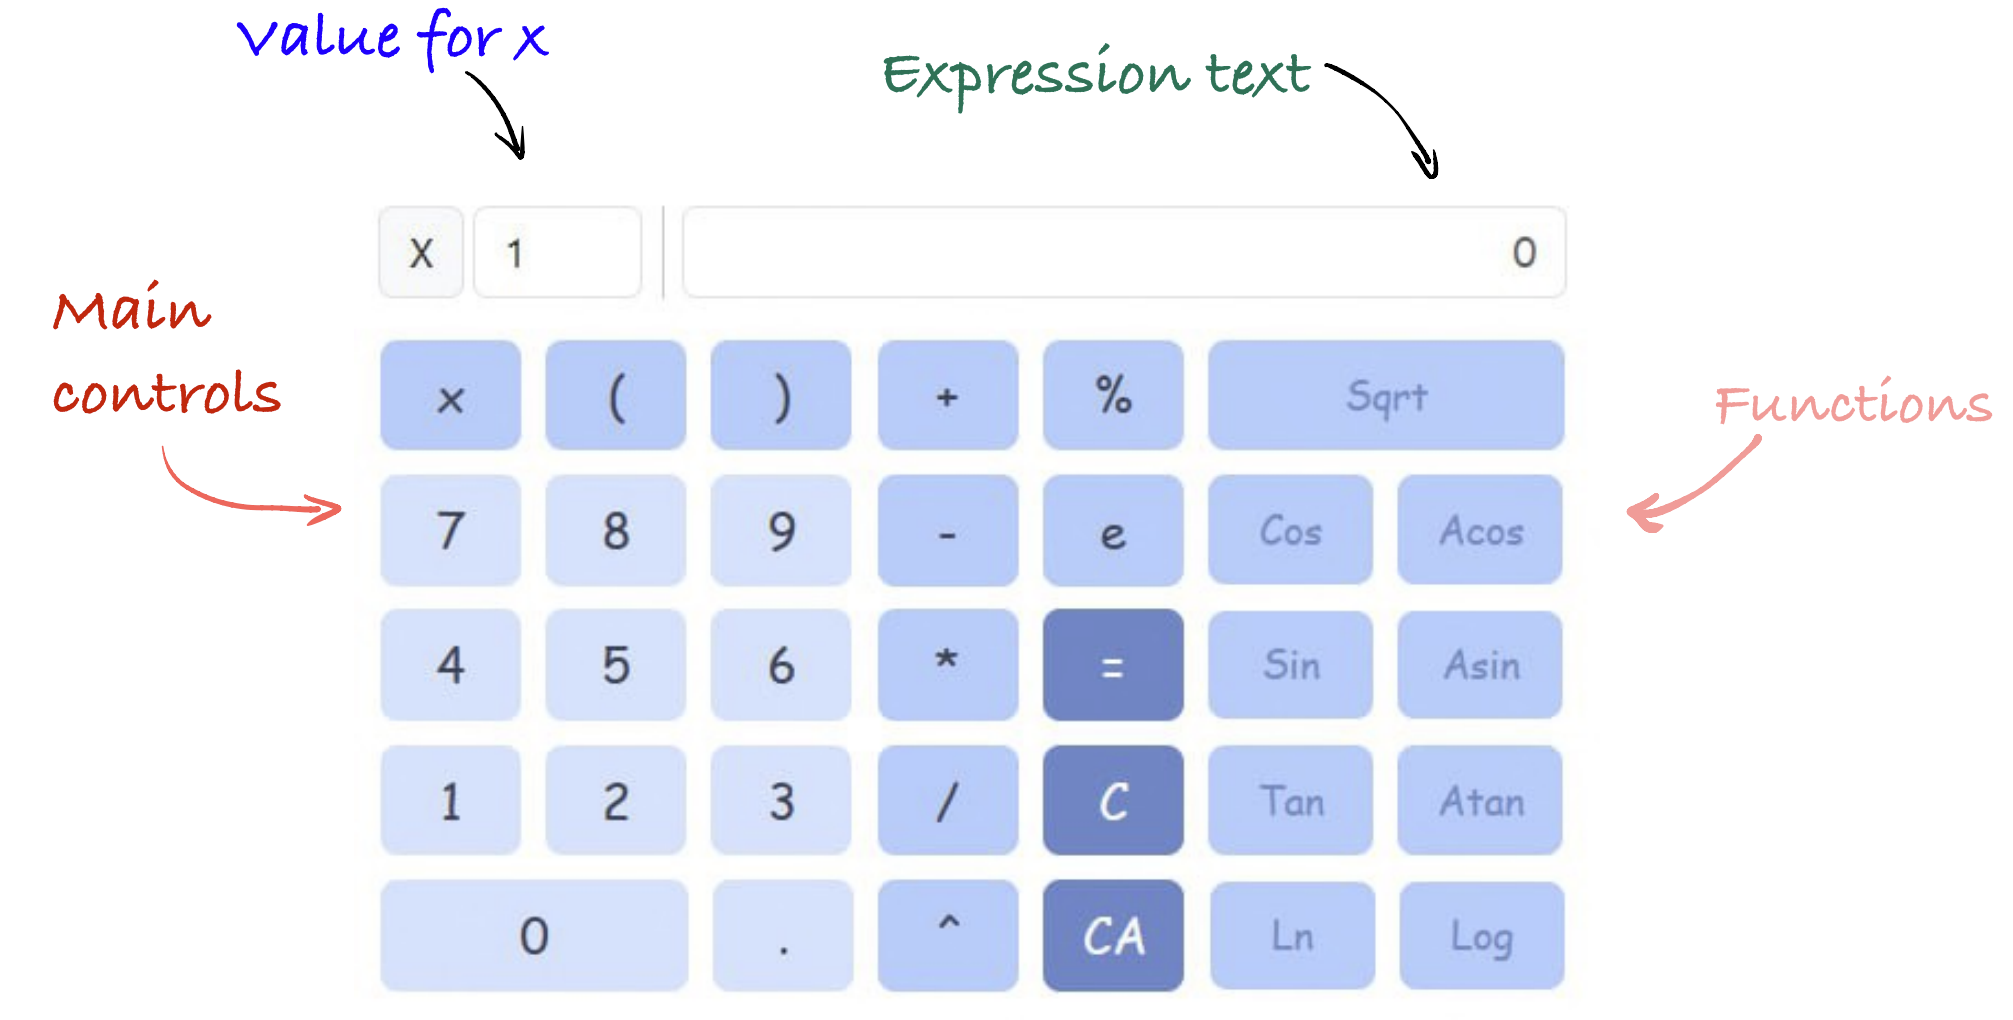 Value for x
Expression text
X 1 0
Main
controls
Functions
x ( ) + % Sqrt
7 8 9 - e Cos Acos
4 5 6 * = Sin Asin
1 2 3 / C Tan Atan
0 . ^ CA Ln Log